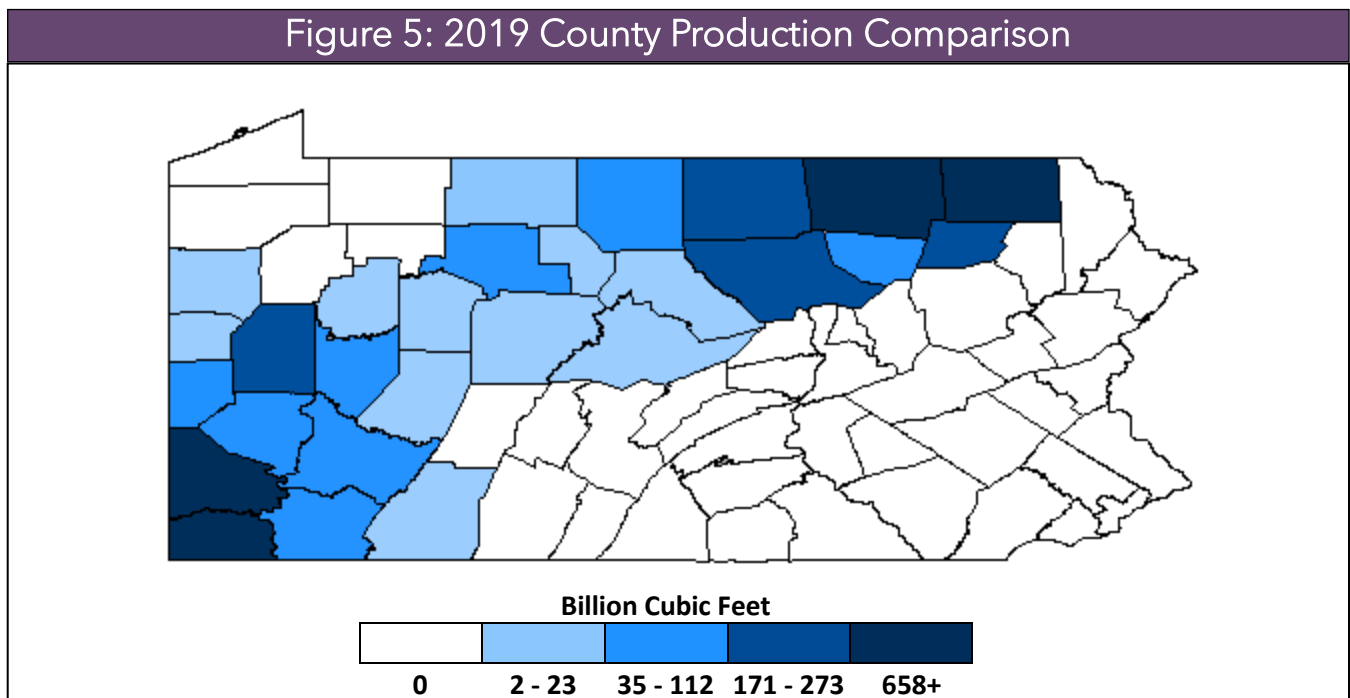 Figure 5: 2019 County Production Comparison
Billion Cubic Feet
0 2 - 23 35 - 112 171 - 273 658+